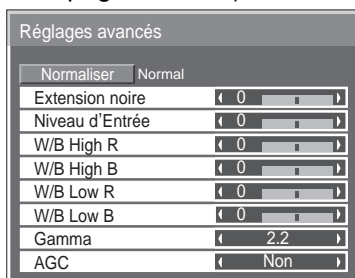 Réglages avancés
Normaliser Normal
Extension noire 0
Niveau d'Entrée 0
W/B High R 0
W/B High B 0
W/B Low R 0
W/B Low B 0
Gamma 2.2
AGC Non